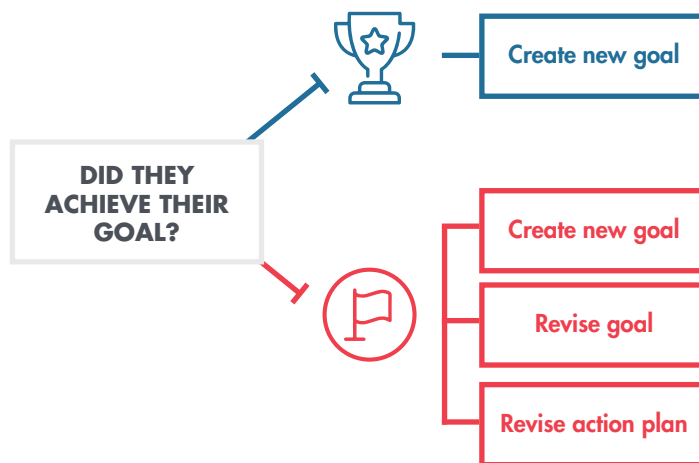 DID THEY
ACHIEVE THEIR
GOAL?
Create new goal
Create new goal
Revise goal
Revise action plan